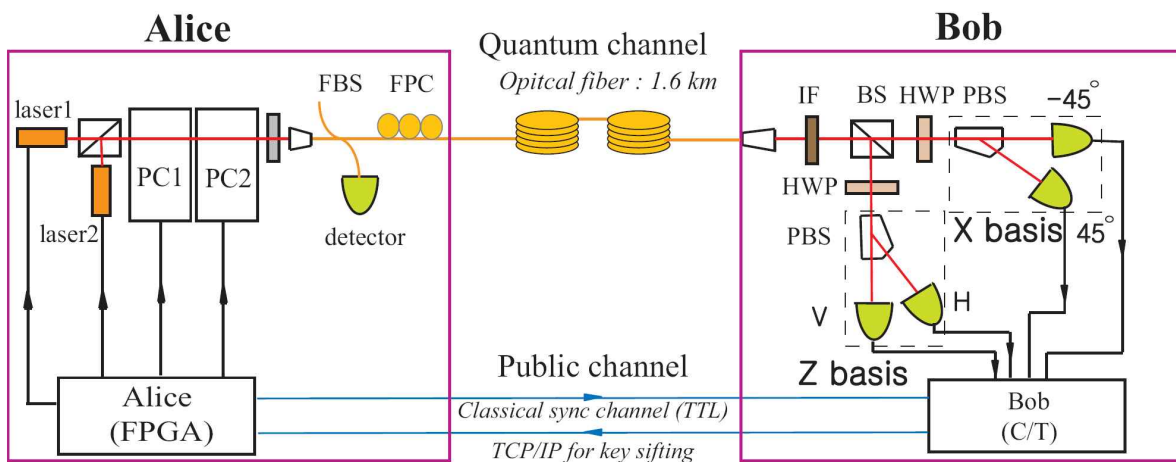 Alice
Bob
Quantum channel
Opitcal fiber : 1.6 km
FBS
FPC
laser1
PC1
PC2
laser2
detector
IF
BS
HWP
PBS
-45°
HWP
PBS
X basis
45°
V
H
Z basis
Public channel
Classical sync channel (TTL)
TCP/IP for key sifting
Alice
(FPGA)
Bob
(C/T)